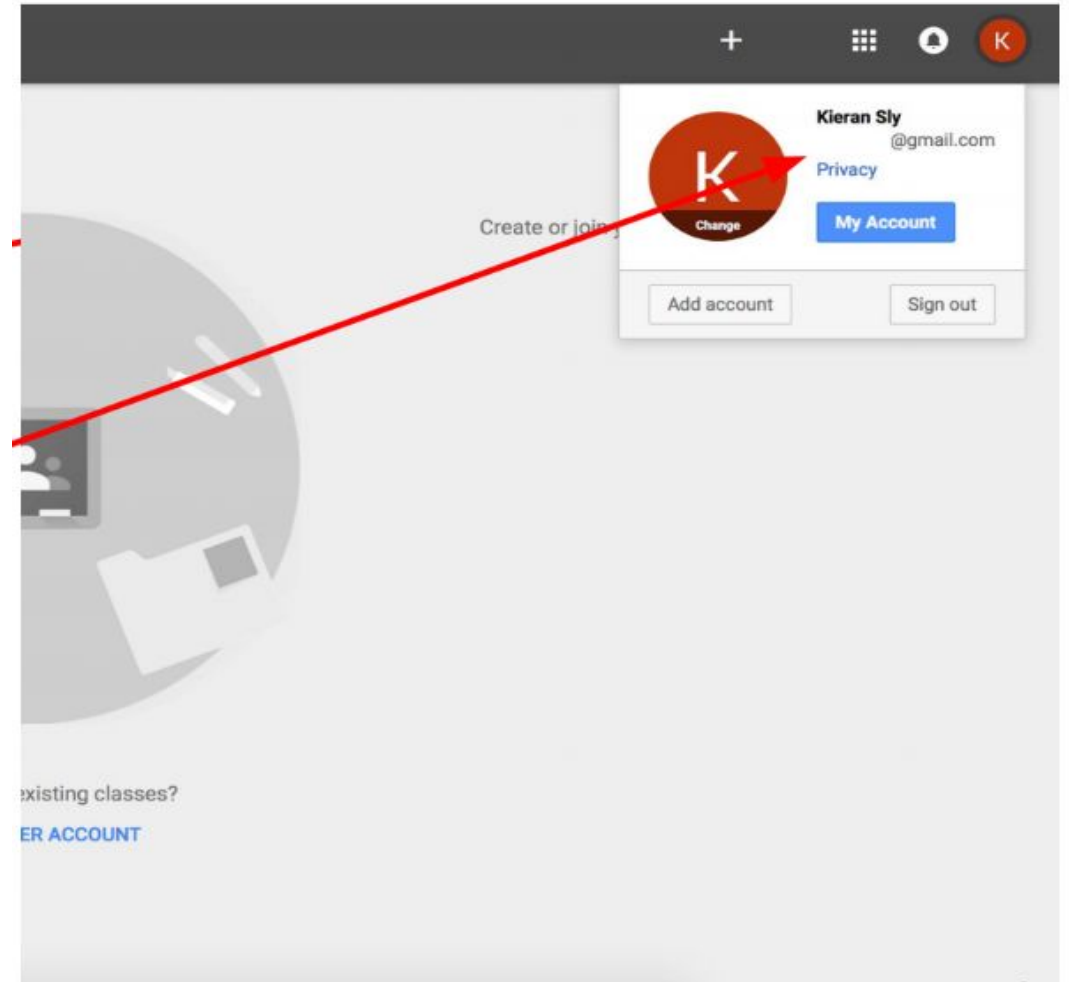 K
Kieran Sly
@gmail.com
K
Privacy
Change
My Account
Create or join
Add account
Sign out
existing classes?
ER ACCOUNT